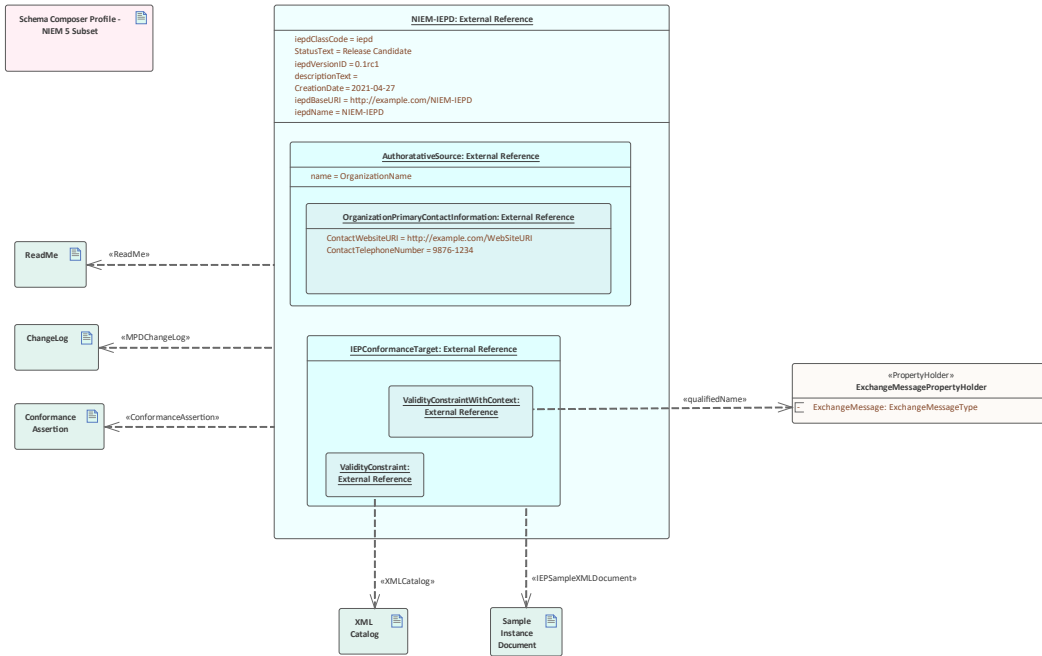 Schema Composer Profile -
NIEM 5 Subset
NIEM-IEPD: External Reference
iepdClassCode = iepd
StatusText = Release Candidate
iepdVersionID = 0.1rc1
descriptionText =
CreationDate = 2021-04-27
iepdBaseURI = http://example.com/NIEM-IEPD
iepdName = NIEM-IEPD
AuthoratativeSource: External Reference
name = OrganizationName
OrganizationPrimaryContactInformation: External Reference
ContactWebsiteURI = http://example.com/WebSiteURI
ContactTelephoneNumber = 9876-1234
ReadMe
«ReadMe»
ChangeLog
«MPDChangeLog»
Conformance
Assertion
«ConformanceAssertion»
IEPConformanceTarget: External Reference
ValidityConstraintWithContext:
External Reference
ValidityConstraint:
External Reference
«qualifiedName»
«PropertyHolder»
ExchangeMessagePropertyHolder
- ExchangeMessage: ExchangeMessageType
«XMLCatalog»
«IEPSampleXMLDocument»
XML
Catalog
Sample
Instance
Document